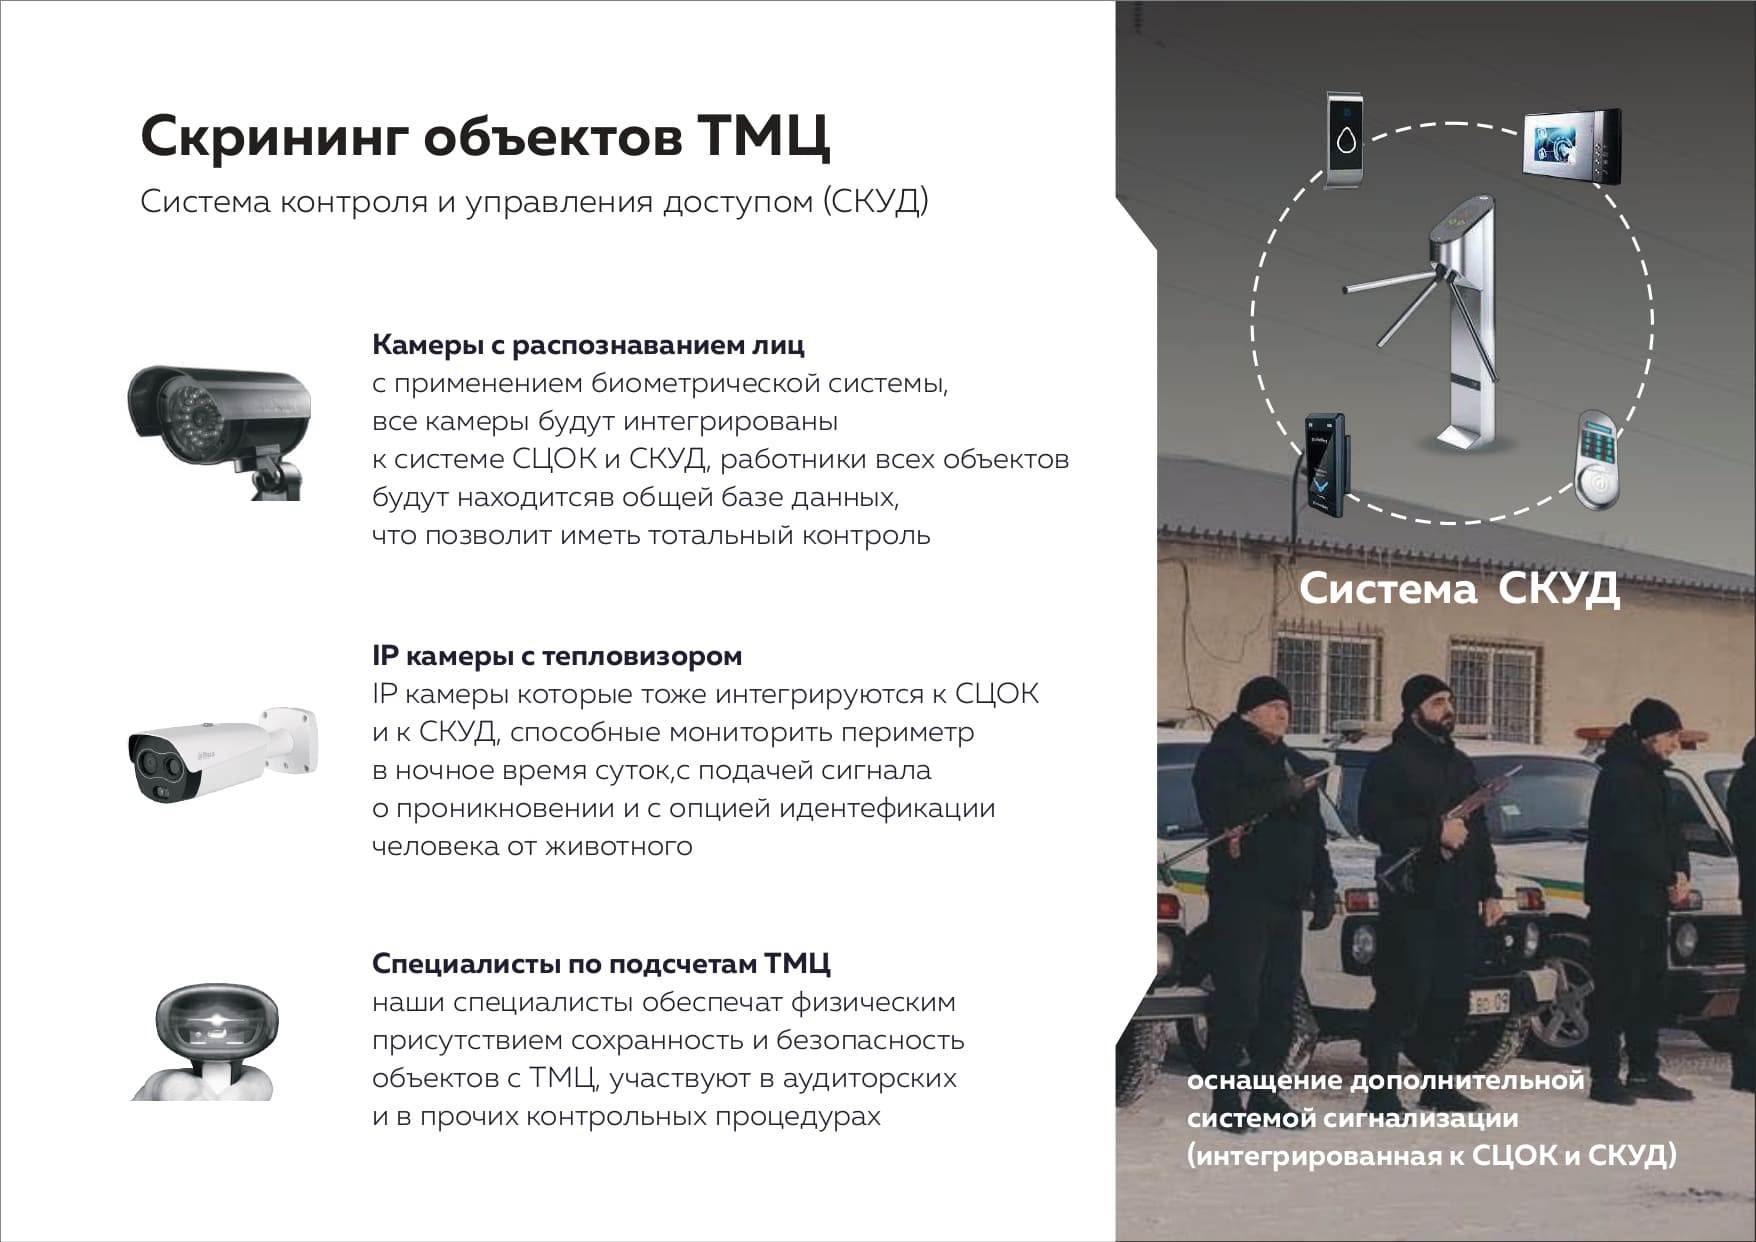 Скрининг объектов ТМЦ
Система контроля и управления доступом (СКУД)
Камеры с распознаванием лиц
с применением биометрической системы,
все камеры будут интегрированы
к системе СЦОК и СКУД, работники всех объектов
будут находитсяв общей базе данных,
что позволит иметь тотальный контроль
IP камеры с тепловизором
IP камеры которые тоже интегрируются к СЦОК
и к СКУД, способные мониторить периметр
в ночное время суток,с подачей сигнала
о проникновении и с опцией идентефикации
человека от животного
Специалисты по подсчетам ТМЦ
наши специалисты обеспечат физическим
присутствием сохранность и безопасность
объектов с ТМЦ, участвуют в аудиторских
и в прочих контрольных процедурах
Система СКУД
оснащение дополнительной
системой сигнализации
(интегрированная к СЦОК и СКУД)